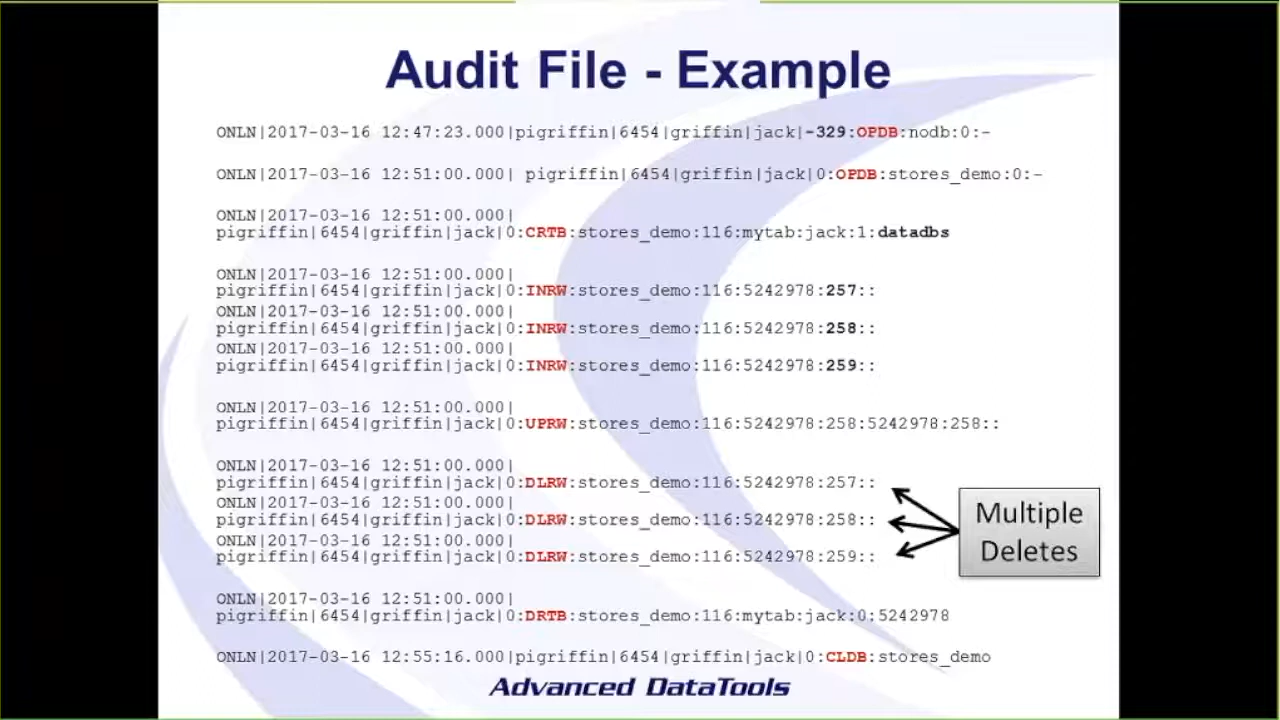 Audit File - Example
ONLN|2017-03-16 12:47:23.000|pigriffin|6454|griffin|jack|-329:OPDB:nodb:0:-
ONLN|2017-03-16 12:51:00.000| pigriffin|6454|griffin|jack|0:OPDB:stores_demo:0:-
ONLN|2017-03-16 12:51:00.000|
pigriffin|6454|griffin|jack|0:CRTB:stores_demo:116:mytab:jack:1:datadbs
ONLN|2017-03-16 12:51:00.000|
pigriffin|6454|griffin|jack|0:INRW:stores_demo:116:5242978:257::
ONLN|2017-03-16 12:51:00.000|
pigriffin|6454|griffin|jack|0:INRW:stores_demo:116:5242978:258::
ONLN|2017-03-16 12:51:00.000|
pigriffin|6454|griffin|jack|0:INRW:stores_demo:116:5242978:259::
ONLN|2017-03-16 12:51:00.000|
pigriffin|6454|griffin|jack|0:UPRW:stores_demo:116:5242978:258:5242978:258::
ONLN|2017-03-16 12:51:00.000|
pigriffin|6454|griffin|jack|0:DLRW:stores_demo:116:5242978:257::
ONLN|2017-03-16 12:51:00.000|
pigriffin|6454|griffin|jack|0:DLRW:stores_demo:116:5242978:258::
ONLN|2017-03-16 12:51:00.000|
pigriffin|6454|griffin|jack|0:DLRW:stores_demo:116:5242978:259::
Multiple
Deletes
ONLN|2017-03-16 12:51:00.000|
pigriffin|6454|griffin|jack|0:DRTB:stores_demo:116:mytab:jack:0:5242978
ONLN|2017-03-16 12:55:16.000|pigriffin|6454|griffin|jack|0:CLDB:stores_demo
Advanced DataTools